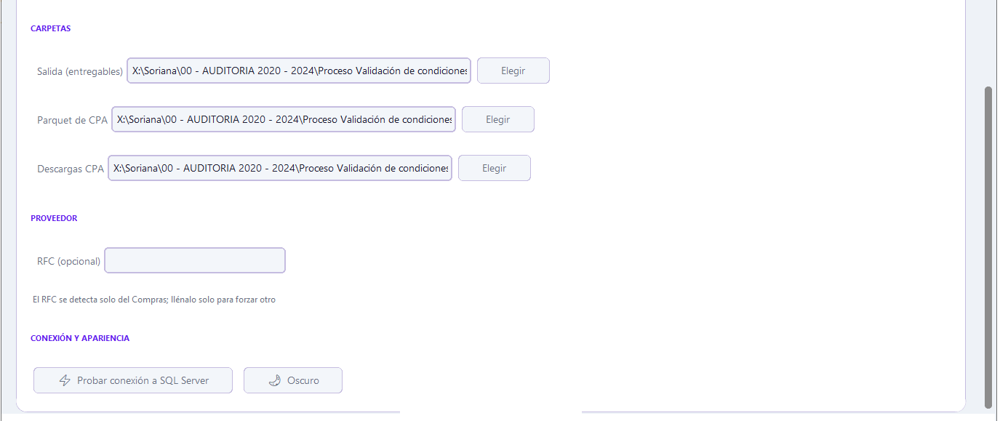 CARPETAS
Salida (entregables) X:\Soriana\00 - AUDITORIA 2020 - 2024\Proceso Validación de condiciones Elegir
Parquet de CPA X:\Soriana\00 - AUDITORIA 2020 - 2024\Proceso Validación de condiciones Elegir
Descargas CPA X:\Soriana\00 - AUDITORIA 2020 - 2024\Proceso Validación de condiciones Elegir
PROVEEDOR
RFC (opcional)
El RFC se detecta solo del Compras; llénalo solo para forzar otro
CONEXIÓN Y APARIENCIA
Probar conexión a SQL Server Oscuro